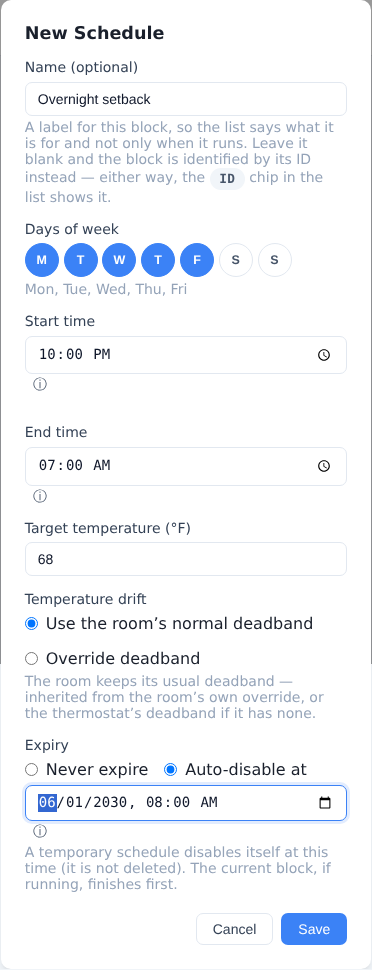 New Schedule
Name (optional)
Overnight setback
A label for this block, so the list says what it
is for and not only when it runs. Leave it
blank and the block is identified by its ID
instead — either way, the ID chip in the
list shows it.
Days of week
M T W T F S S
Mon, Tue, Wed, Thu, Fri
Start time
10:00 PM
ⓘ
End time
07:00 AM
ⓘ
Target temperature (°F)
68
Temperature drift
Use the room’s normal deadband
Override deadband
The room keeps its usual deadband —
inherited from the room’s own override, or
the thermostat’s deadband if it has none.
Expiry
Never expire Auto-disable at
06/01/2030, 08:00 AM
ⓘ
A temporary schedule disables itself at this
time (it is not deleted). The current block, if
running, finishes first.
Cancel Save